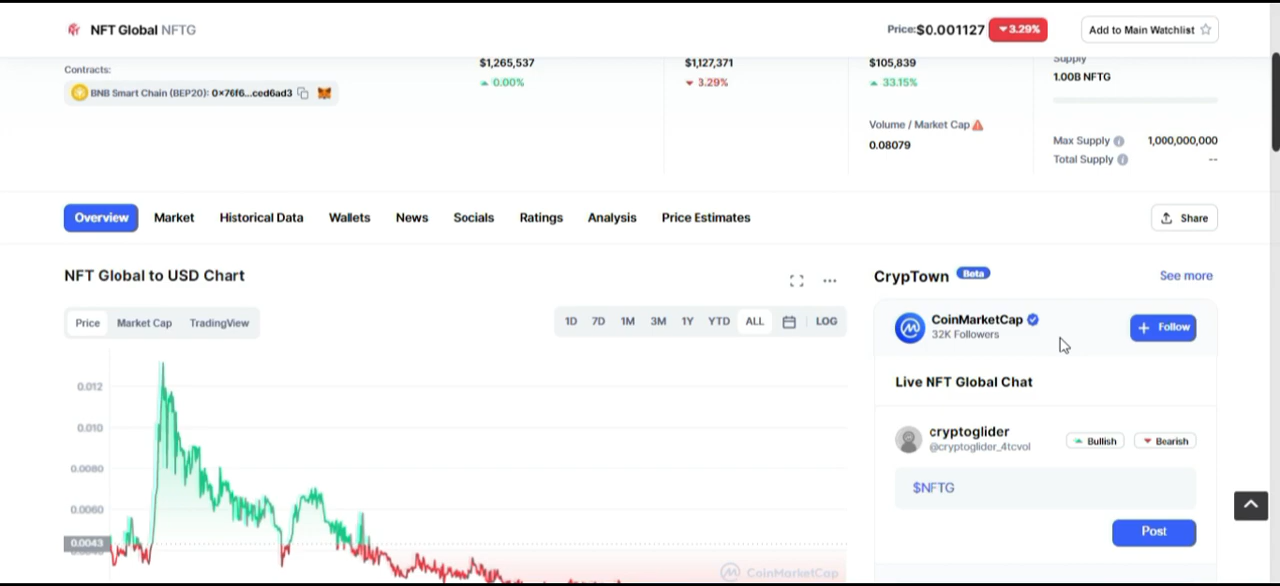 NFT Global NFTG
Price:$0.001127 3.29%
Add to Main Watchlist
Contracts:
BNB Smart Chain (BEP20): 0x76f6...ced6ad3
$1,265,537
0.00%
$1,127,371
3.29%
$105,839
33.15%
Volume / Market Cap
0.08079
Supply
1.00B NFTG
Max Supply 1,000,000,000
Total Supply --
Overview Market Historical Data Wallets News Socials Ratings Analysis Price Estimates
Share
NFT Global to USD Chart
Price Market Cap TradingView
1D 7D 1M 3M 1Y YTD ALL LOG
0.012
0.010
0.0080
0.0060
0.0043
CoinMarketCap
CrypTown Beta
See more
CoinMarketCap
32K Followers
+ Follow
Live NFT Global Chat
cryptoglider
@cryptoglider_4tcvol
Bullish Bearish
$NFTG
Post